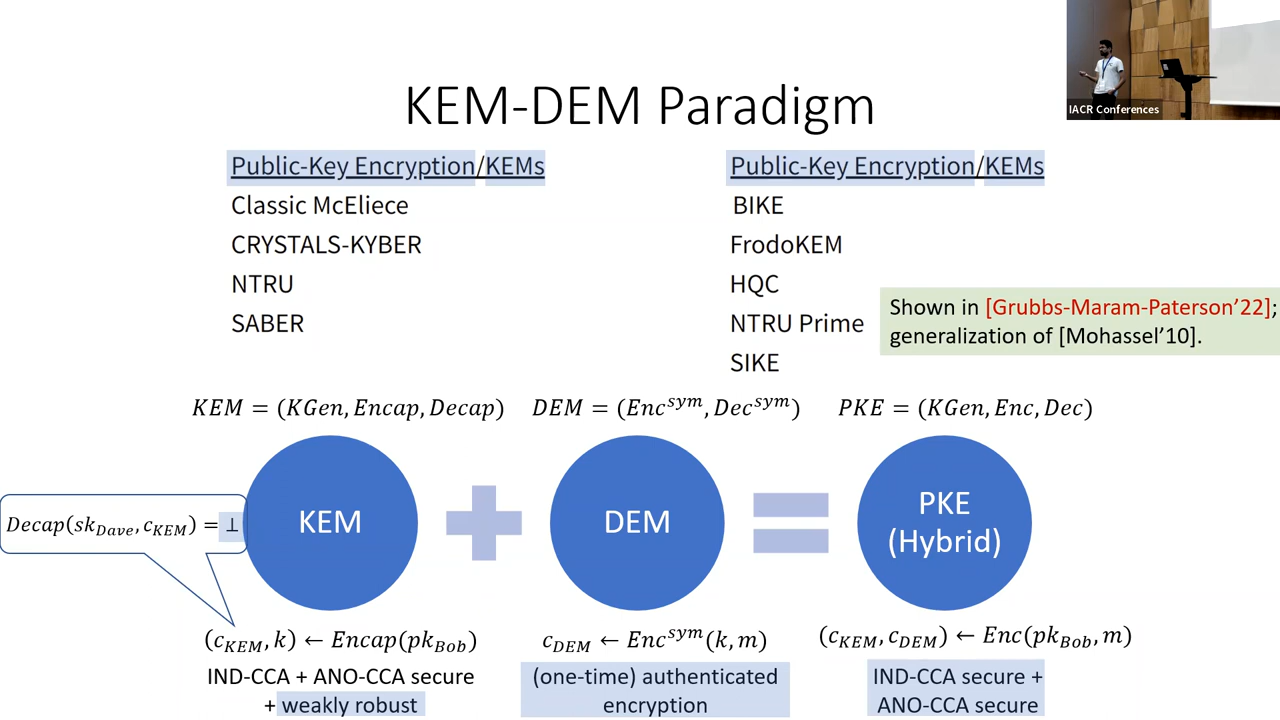 IACR Conferences
KEM-DEM Paradigm
Public-Key Encryption/KEMs
Classic McEliece
CRYSTALS-KYBER
NTRU
SABER
Public-Key Encryption/KEMs
BIKE
FrodoKEM
HQC
NTRU Prime
SIKE
Shown in [Grubbs-Maram-Paterson’22];
generalization of [Mohassel’10].
KEM = (KGen, Encap, Decap)
DEM = (Enc^sym, Dec^sym)
PKE = (KGen, Enc, Dec)
Decap(sk_Dave, c_KEM) = ⊥
KEM
DEM
PKE
(Hybrid)
(c_KEM, k) ← Encap(pk_Bob)
IND-CCA + ANO-CCA secure
+ weakly robust
c_DEM ← Enc^sym(k, m)
(one-time) authenticated
encryption
(c_KEM, c_DEM) ← Enc(pk_Bob, m)
IND-CCA secure +
ANO-CCA secure